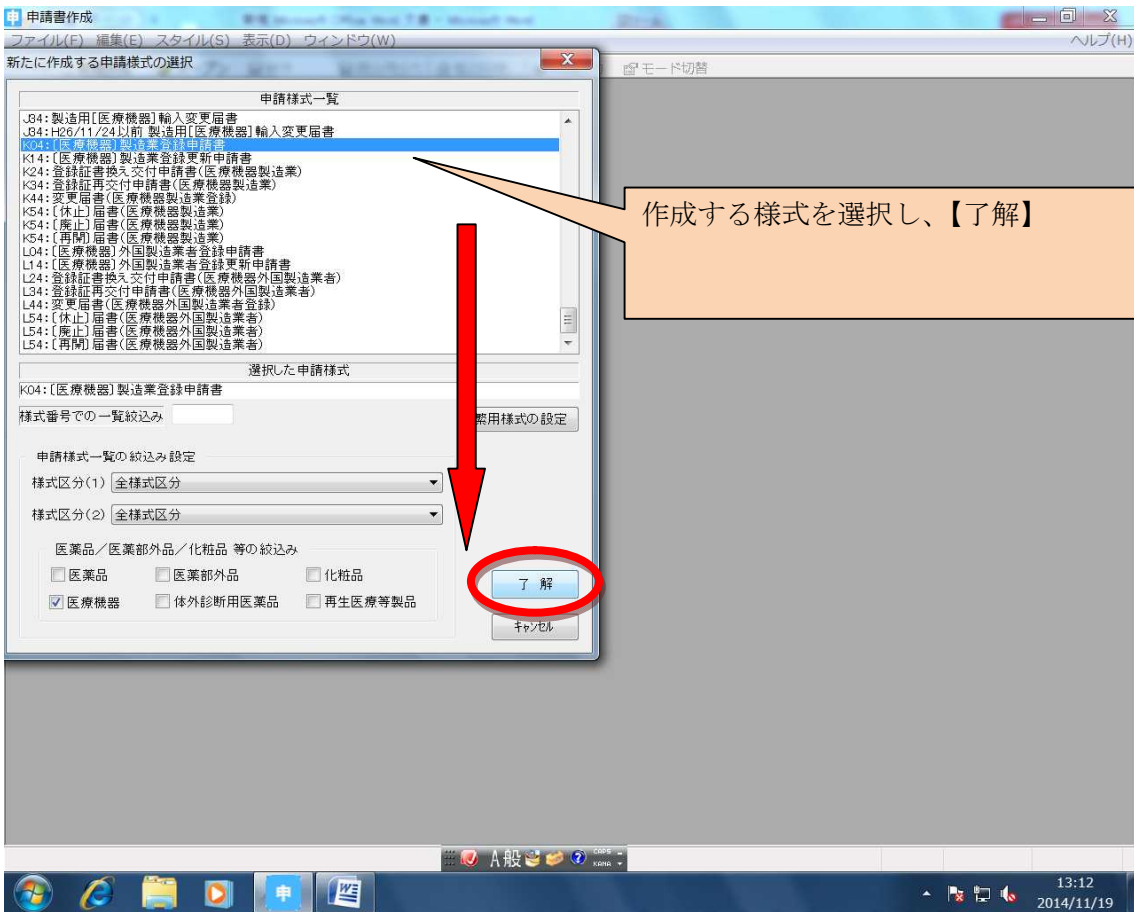 申請書作成
ファイル(F) 編集(E) スタイル(S) 表示(D) ウィンドウ(W) ヘルプ(H)
新たに作成する申請様式の選択
モード切替
申請様式一覧
J34:製造用[医療機器]輸入変更届書
J34:H26/11/24以前 製造用[医療機器]輸入変更届書
K04:[医療機器]製造業登録申請書
K14:[医療機器]製造業登録更新申請書
K24:登録証書換え交付申請書(医療機器製造業)
K34:登録証再交付申請書(医療機器製造業)
K44:変更届書(医療機器製造業登録)
K54:[休止]届書(医療機器製造業)
K54:[廃止]届書(医療機器製造業)
K54:[再開]届書(医療機器製造業)
L04:[医療機器]外国製造業者登録申請書
L14:[医療機器]外国製造業者登録更新申請書
L24:登録証書換え交付申請書(医療機器外国製造業者)
L34:登録証再交付申請書(医療機器外国製造業者)
L44:変更届書(医療機器外国製造業者登録)
L54:[休止]届書(医療機器外国製造業者)
L54:[廃止]届書(医療機器外国製造業者)
L54:[再開]届書(医療機器外国製造業者)
作成する様式を選択し、【了解】
選択した申請様式
K04:[医療機器]製造業登録申請書
様式番号での一覧絞込み
繁用様式の設定
申請様式一覧の絞込み設定
様式区分(1) 全様式区分
様式区分(2) 全様式区分
医薬品/医薬部外品/化粧品 等の絞込み
医薬品 医薬部外品 化粧品
医療機器 体外診断用医薬品 再生医療等製品
了 解
キャンセル
A般 CAPS KANA
申
13:12
2014/11/19